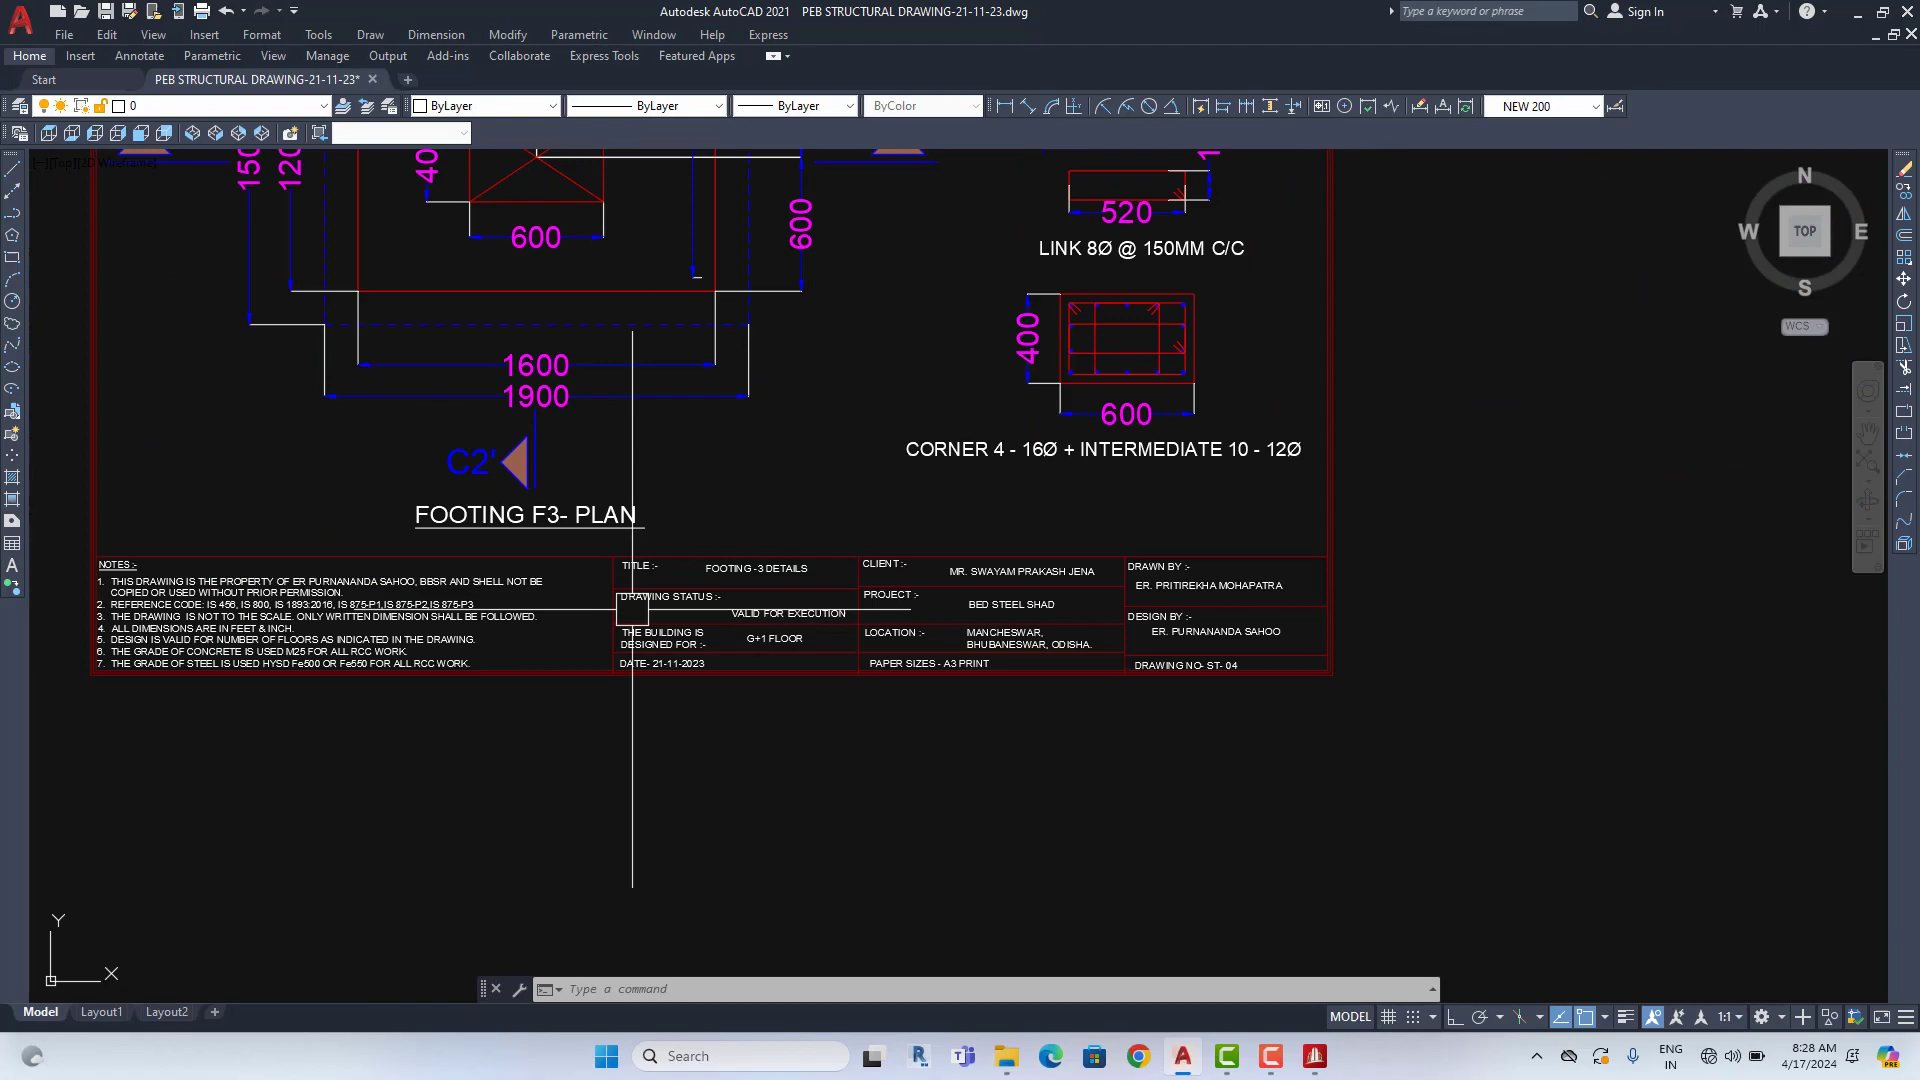 Autodesk AutoCAD 2021 PEB STRUCTURAL DRAWING-21-11-23.dwg
Type a keyword or phrase
Sign In
File Edit View Insert Format Tools Draw Dimension Modify Parametric Window Help Express
Home Insert Annotate Parametric View Manage Output Add-ins Collaborate Express Tools Featured Apps
Start
PEB STRUCTURAL DRAWING-21-11-23*
0
ByLayer
ByLayer
ByLayer
ByColor
NEW 200
[−][Top][2D Wireframe]
N
W TOP E
S
WCS
600
600
1600
1900
C2'
FOOTING F3- PLAN
520
LINK 8Ø @ 150MM C/C
400
600
CORNER 4 - 16Ø + INTERMEDIATE 10 - 12Ø
NOTES :-
1. THIS DRAWING IS THE PROPERTY OF ER PURNANANDA SAHOO, BBSR AND SHELL NOT BE
COPIED OR USED WITHOUT PRIOR PERMISSION.
2. REFERENCE CODE: IS 456, IS 800, IS 1893:2016, IS 875-P1,IS 875-P2,IS 875-P3
3. THE DRAWING IS NOT TO THE SCALE. ONLY WRITTEN DIMENSION SHALL BE FOLLOWED.
4. ALL DIMENSIONS ARE IN FEET & INCH.
5. DESIGN IS VALID FOR NUMBER OF FLOORS AS INDICATED IN THE DRAWING.
6. THE GRADE OF CONCRETE IS USED M25 FOR ALL RCC WORK.
7. THE GRADE OF STEEL IS USED HYSD Fe500 OR Fe550 FOR ALL RCC WORK.
TITLE :- FOOTING -3 DETAILS
DRAWING STATUS :-
VALID FOR EXECUTION
THE BUILDING IS
DESIGNED FOR :-
G+1 FLOOR
DATE- 21-11-2023
CLIENT :- MR. SWAYAM PRAKASH JENA
PROJECT :-
BED STEEL SHAD
LOCATION :- MANCHESWAR,
BHUBANESWAR, ODISHA.
PAPER SIZES - A3 PRINT
DRAWN BY :-
ER. PRITIREKHA MOHAPATRA
DESIGN BY :-
ER. PURNANANDA SAHOO
DRAWING NO- ST- 04
Y
X
Type a command
Model Layout1 Layout2
MODEL
1:1
Search
ENG
IN
8:28 AM
4/17/2024
PRE